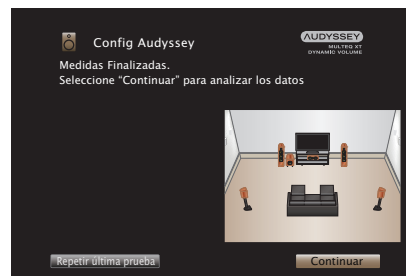 Config Audyssey
AUDYSSEY
MULTEQ XT
DYNAMIC VOLUME
Medidas Finalizadas.
Seleccione “Continuar” para analizar los datos
Repetir última prueba
Continuar